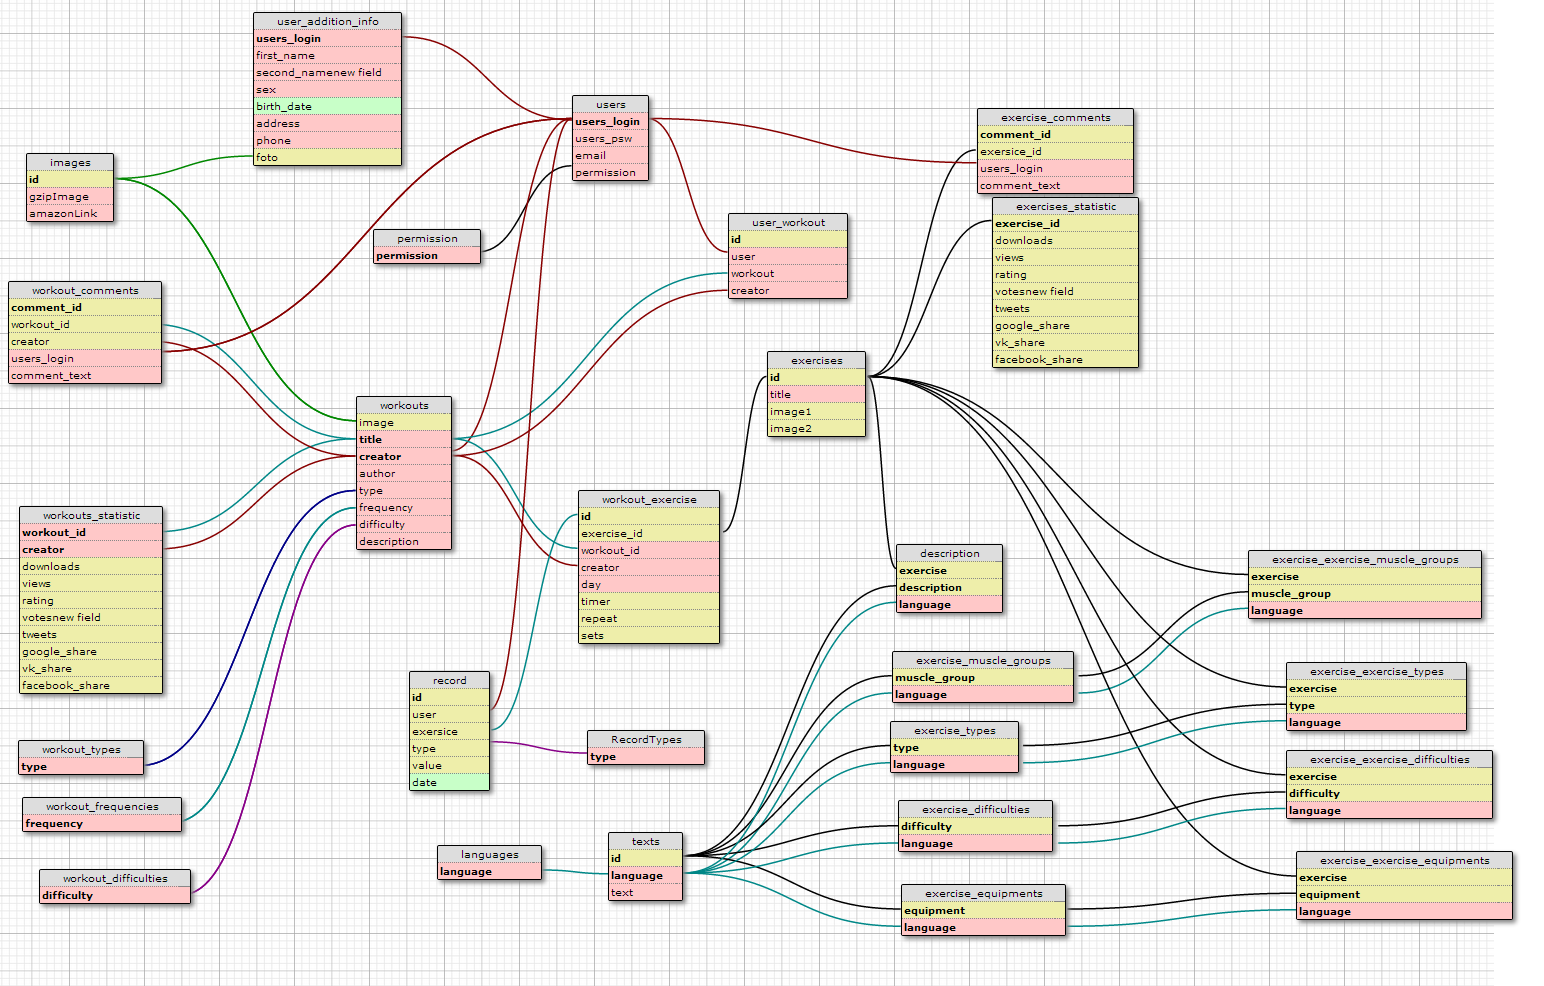 user_addition_info
users_login
first_name
second_namenew field
sex
birth_date
address
phone
foto
images
id
gzipImage
amazonLink
users
users_login
users_psw
email
permission
permission
permission
exercise_comments
comment_id
exersice_id
users_login
comment_text
exercises_statistic
exercise_id
downloads
views
rating
votesnew field
tweets
google_share
vk_share
facebook_share
user_workout
id
user
workout
creator
workout_comments
comment_id
workout_id
creator
users_login
comment_text
exercises
id
title
image1
image2
workouts
image
title
creator
author
type
frequency
difficulty
description
workouts_statistic
workout_id
creator
downloads
views
rating
votesnew field
tweets
google_share
vk_share
facebook_share
workout_exercise
id
exercise_id
workout_id
creator
day
timer
repeat
sets
description
exercise
description
language
exercise_exercise_muscle_groups
exercise
muscle_group
language
exercise_muscle_groups
muscle_group
language
exercise_exercise_types
exercise
type
language
record
id
user
exersice
type
value
date
RecordTypes
type
exercise_types
type
language
workout_types
type
exercise_exercise_difficulties
exercise
difficulty
language
workout_frequencies
frequency
exercise_difficulties
difficulty
language
texts
id
language
text
languages
language
workout_difficulties
difficulty
exercise_exercise_equipments
exercise
equipment
language
exercise_equipments
equipment
language